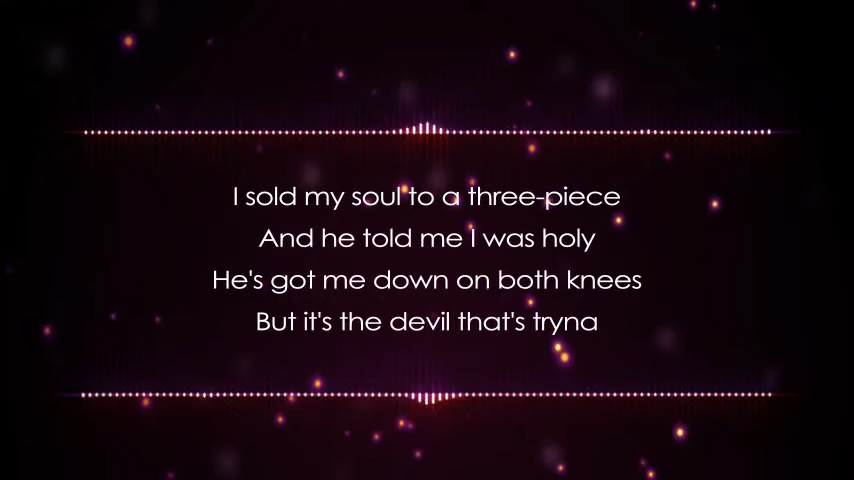 I sold my soul to a three-piece
And he told me I was holy
He's got me down on both knees
But it's the devil that's tryna